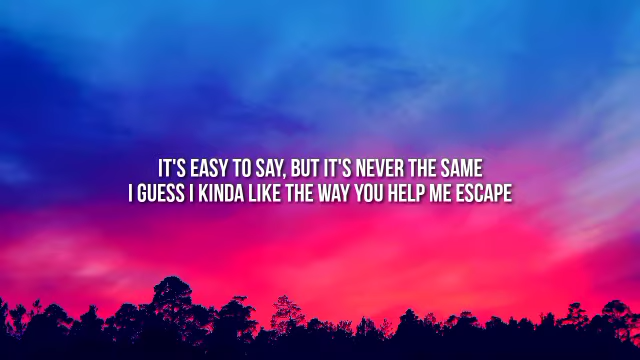 IT'S EASY TO SAY, BUT IT'S NEVER THE SAME
I GUESS I KINDA LIKE THE WAY YOU HELP ME ESCAPE